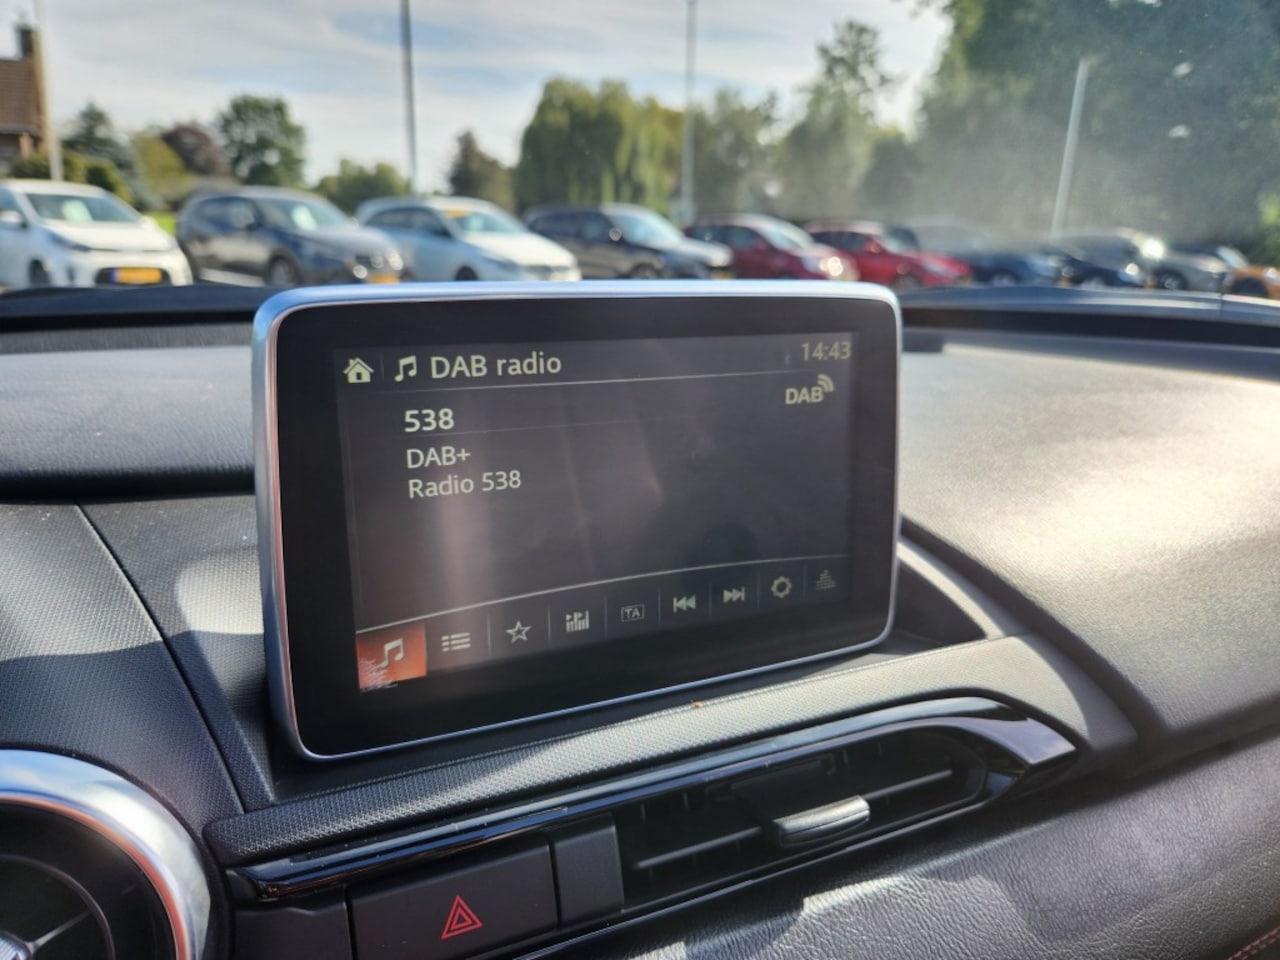 DAB radio
14:43
538
DAB
DAB+
Radio 538
TA